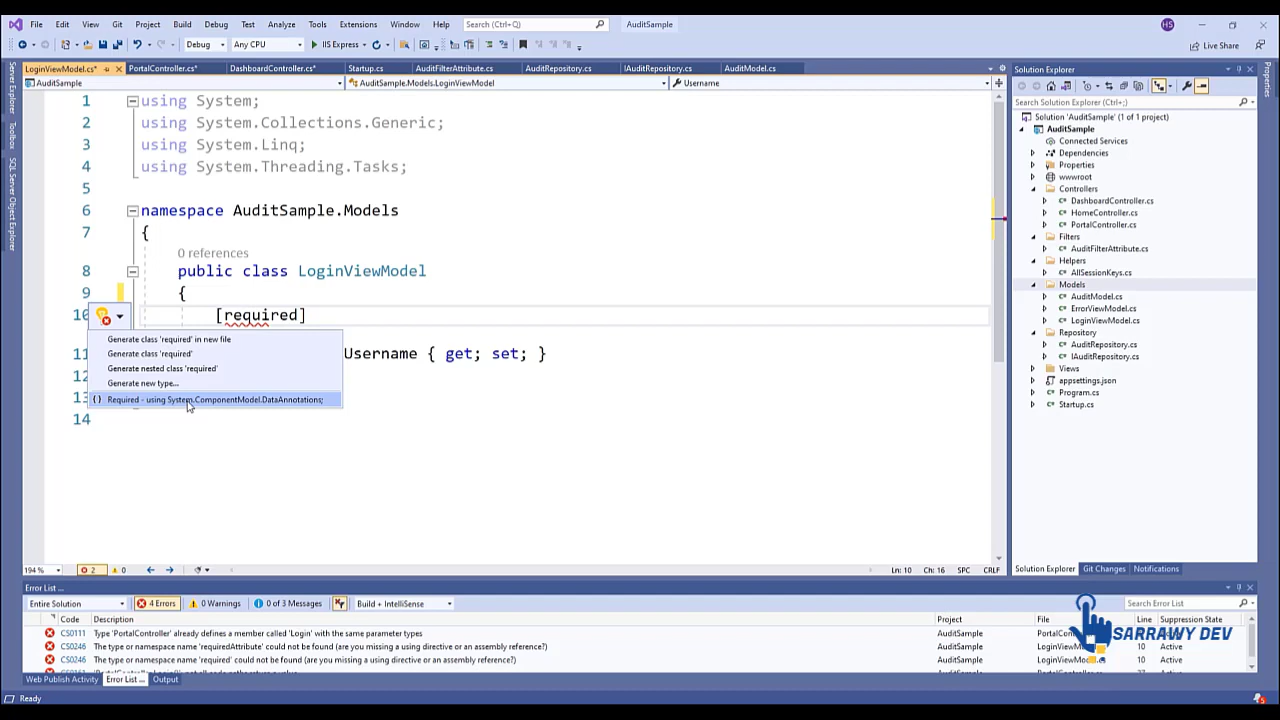 File Edit View Git Project Build Debug Test Analyze Tools Extensions Window Help Search (Ctrl+Q) AuditSample HS
Debug Any CPU IIS Express Live Share
LoginViewModel.cs* PortalController.cs* DashboardController.cs* Startup.cs AuditFilterAttribute.cs AuditRepository.cs IAuditRepository.cs AuditModel.cs
AuditSample AuditSample.Models.LoginViewModel Username
Server Explorer
Toolbox
SQL Server Object Explorer
1 using System;
2 using System.Collections.Generic;
3 using System.Linq;
4 using System.Threading.Tasks;
5
6 namespace AuditSample.Models
7 {
0 references
8 public class LoginViewModel
9 {
10 [required]
11 Username { get; set; }
12
13
14
Generate class 'required' in new file
Generate class 'required'
Generate nested class 'required'
Generate new type...
{ } Required - using System.ComponentModel.DataAnnotations;
194 % 2 0 Ln: 10 Ch: 16 SPC CRLF
Solution Explorer
Search Solution Explorer (Ctrl+;)
Solution 'AuditSample' (1 of 1 project)
AuditSample
Connected Services
Dependencies
Properties
wwwroot
Controllers
DashboardController.cs
HomeController.cs
PortalController.cs
Filters
AuditFilterAttribute.cs
Helpers
AllSessionKeys.cs
Models
AuditModel.cs
ErrorViewModel.cs
LoginViewModel.cs
Repository
AuditRepository.cs
IAuditRepository.cs
Views
appsettings.json
Program.cs
Startup.cs
Solution Explorer Git Changes Notifications
Properties
Error List ...
Entire Solution 4 Errors 0 Warnings 0 of 3 Messages Build + IntelliSense Search Error List
Code Description Project File Line Suppression State
CS0111 Type 'PortalController' already defines a member called 'Login' with the same parameter types AuditSample Active
CS0246 The type or namespace name 'requiredAttribute' could not be found (are you missing a using directive or an assembly reference?) AuditSample 10 Active
CS0246 The type or namespace name 'required' could not be found (are you missing a using directive or an assembly reference?) AuditSample 10 Active
SARRAWY DEV
Web Publish Activity Error List ... Output
Ready